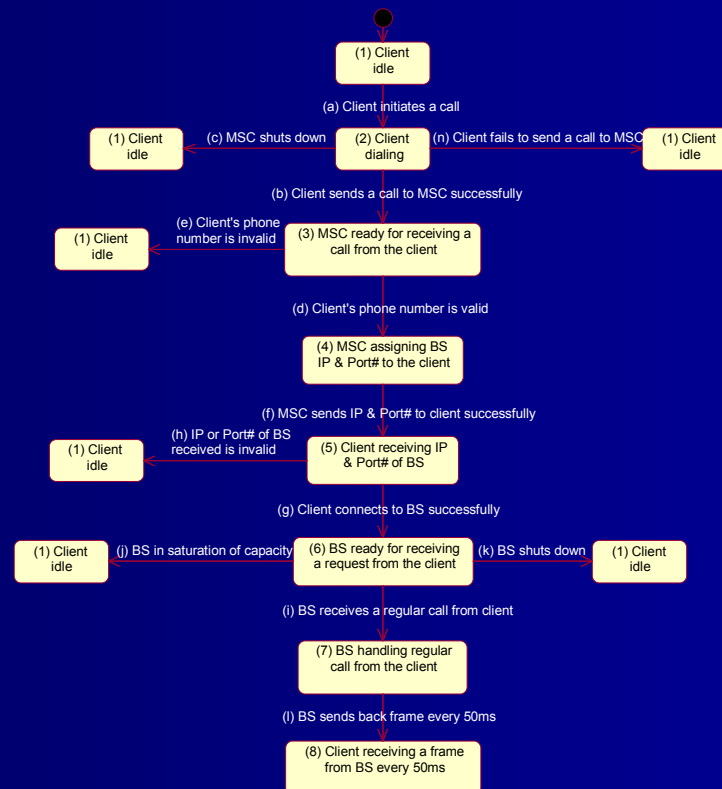 (1) Client
idle
(a) Client initiates a call
(1) Client
idle
(c) MSC shuts down
(2) Client
dialing
(n) Client fails to send a call to MSC
(1) Client
idle
(b) Client sends a call to MSC successfully
(1) Client
idle
(e) Client's phone
number is invalid
(3) MSC ready for receiving a
call from the client
(d) Client's phone number is valid
(4) MSC assigning BS
IP & Port# to the client
(f) MSC sends IP & Port# to client successfully
(1) Client
idle
(h) IP or Port# of BS
received is invalid
(5) Client receiving IP
& Port# of BS
(g) Client connects to BS successfully
(1) Client
idle
(j) BS in saturation of capacity
(6) BS ready for receiving
a request from the client
(k) BS shuts down
(1) Client
idle
(i) BS receives a regular call from client
(7) BS handling regular
call from the client
(l) BS sends back frame every 50ms
(8) Client receiving a frame
from BS every 50ms